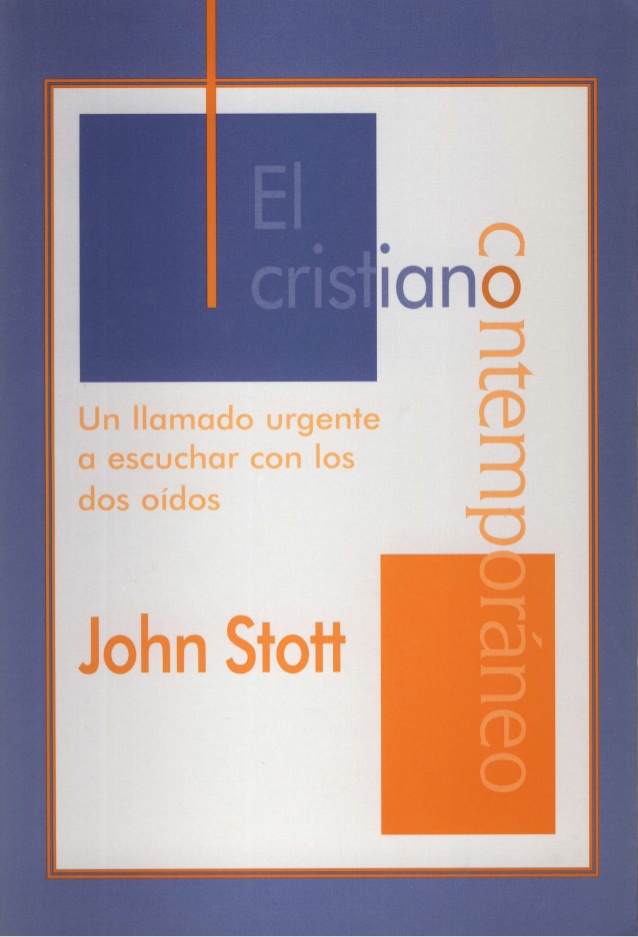 El
cristiano
contemporáneo
Un llamado urgente
a escuchar con los
dos oídos
John Stott